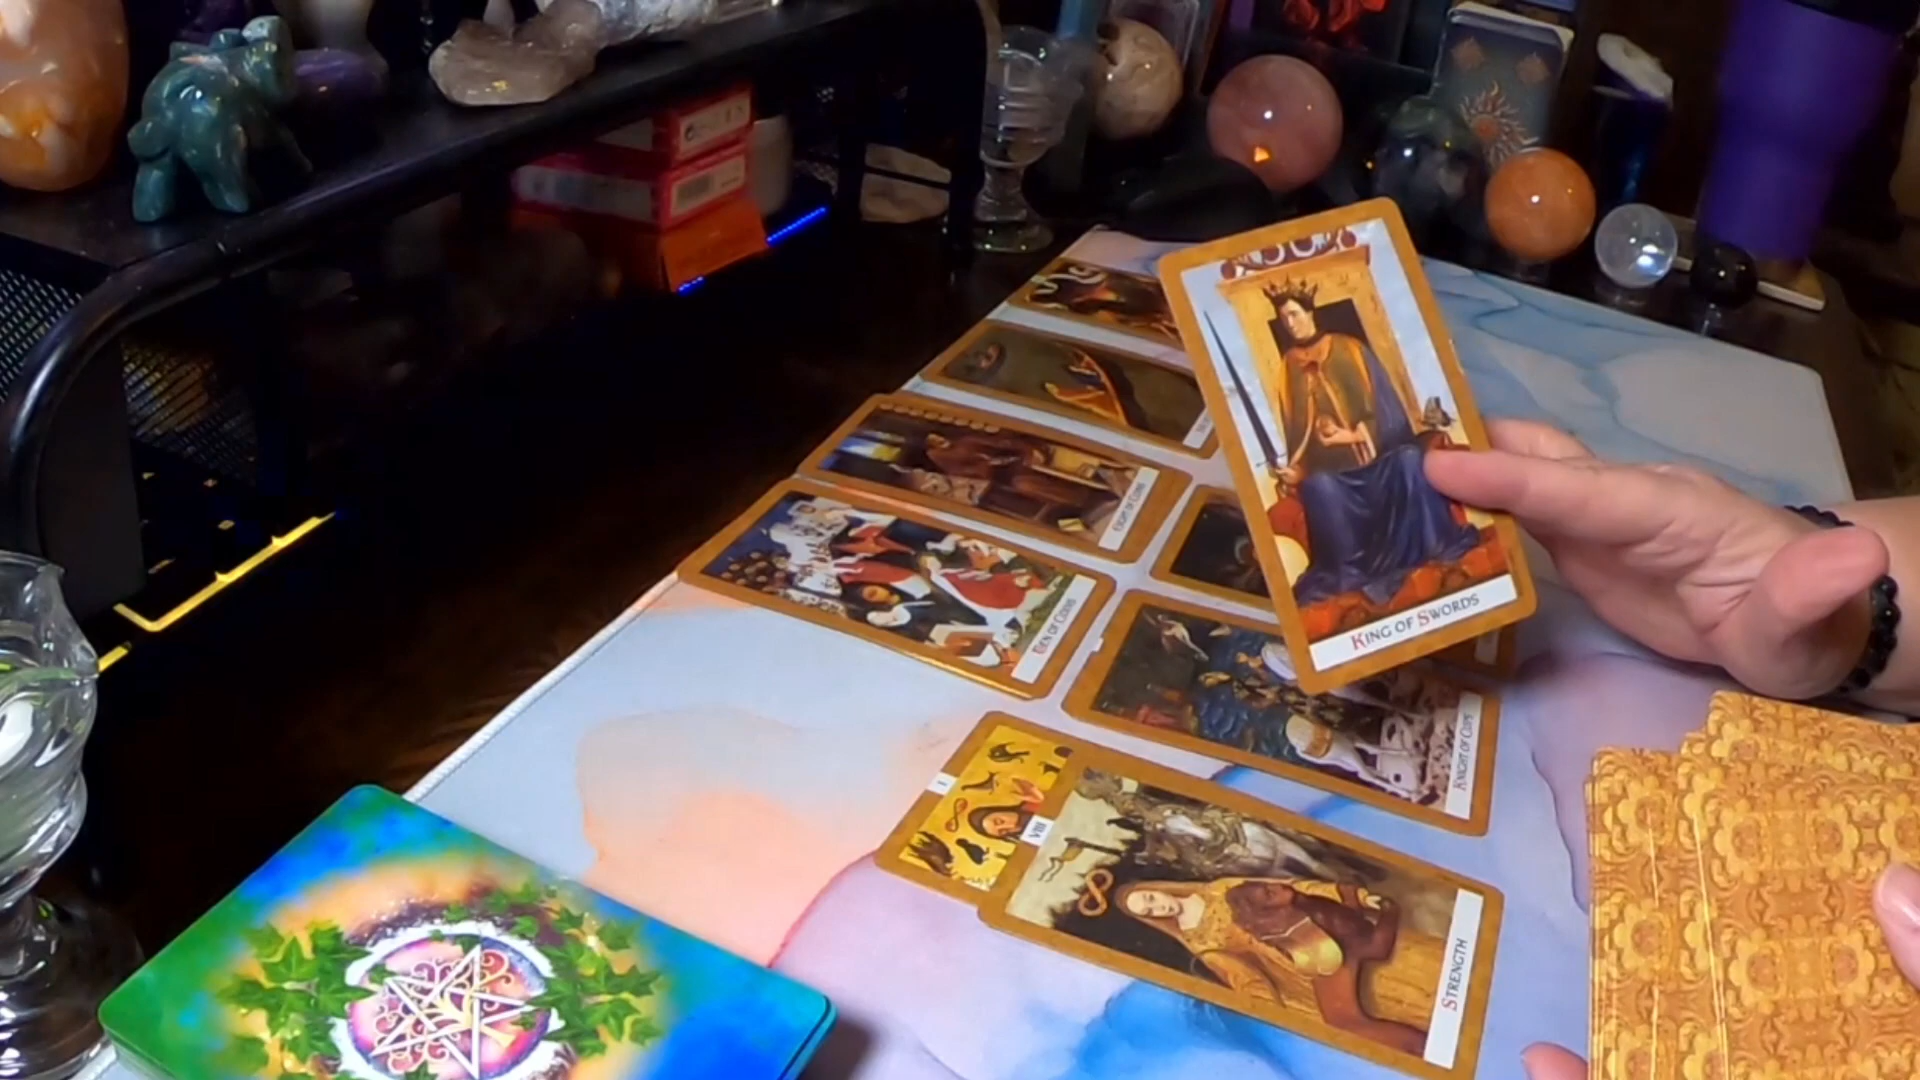 KING OF SWORDS
EIGHT OF COINS
TEN OF COINS
KNIGHT OF CUPS
I
VIII
STRENGTH